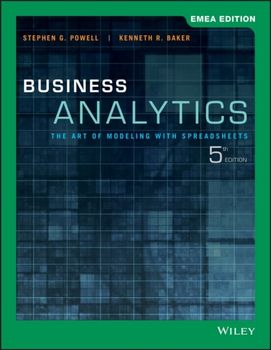 EMEA EDITION
STEPHEN G. POWELL | KENNETH R. BAKER
BUSINESS
ANALYTICS
THE ART OF MODELING WITH SPREADSHEETS
5th EDITION
WILEY